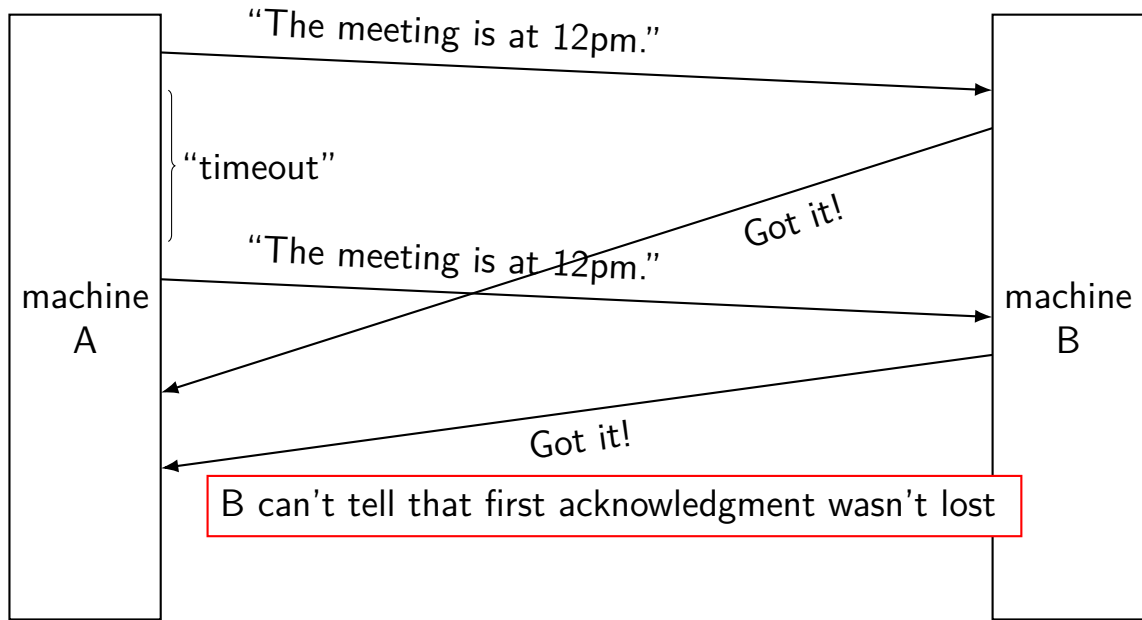 “The meeting is at 12pm.”
“timeout”
Got it!
“The meeting is at 12pm.”
machine
A
machine
B
Got it!
B can't tell that first acknowledgment wasn't lost